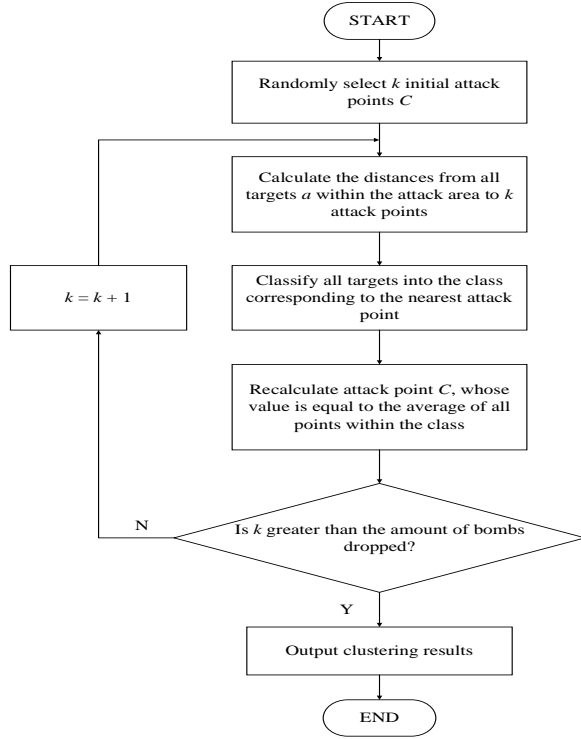 START
Randomly select k initial attack
points C
Calculate the distances from all
targets a within the attack area to k
attack points
k = k + 1
Classify all targets into the class
corresponding to the nearest attack
point
Recalculate attack point C, whose
value is equal to the average of all
points within the class
N
Is k greater than the amount of bombs
dropped?
Y
Output clustering results
END